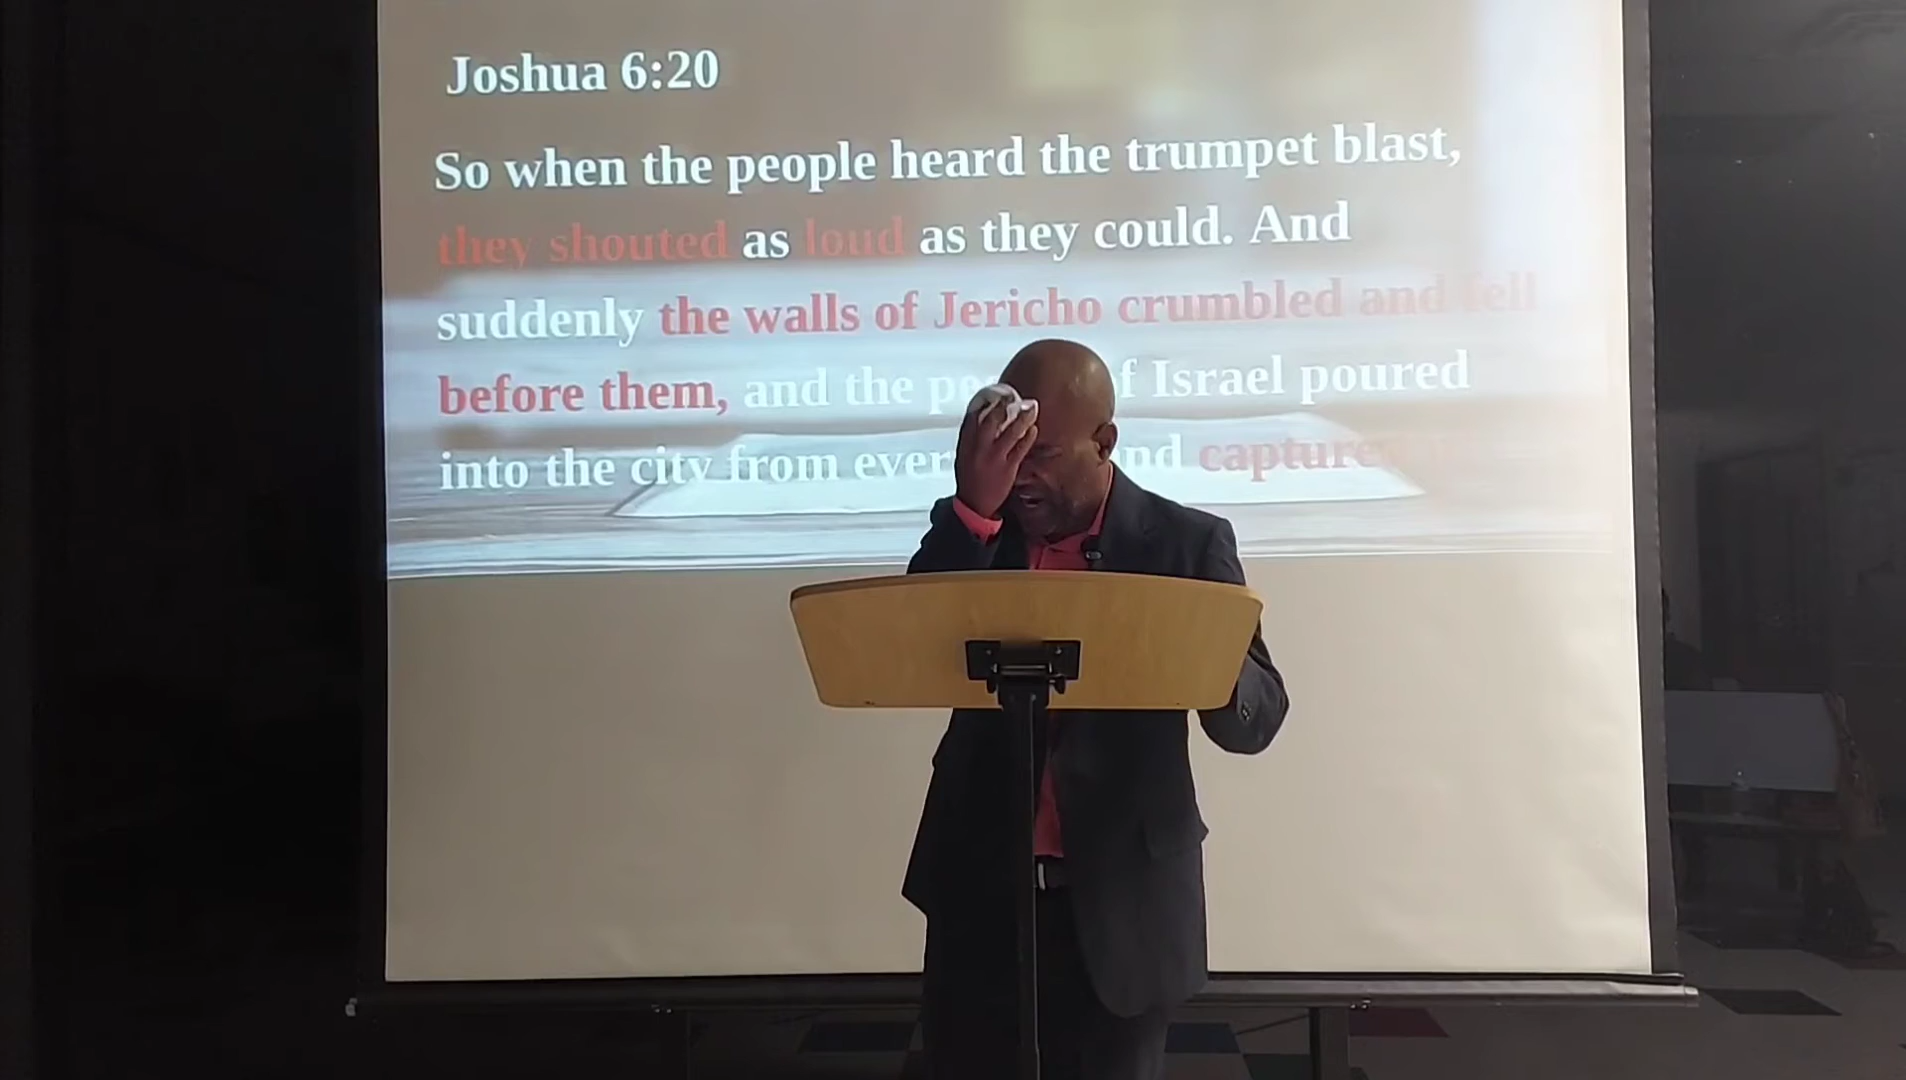 Joshua 6:20
So when the people heard the trumpet blast,
they shouted as loud as they could. And
suddenly the walls of Jericho crumbled and fell
before them, and the f Israel poured
into the city from ever nd capture